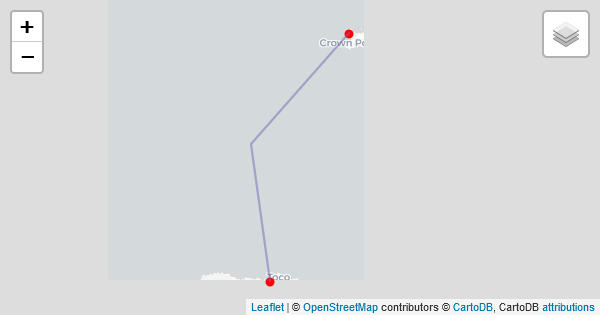 +
−
Crown Po
Toco
Leaflet | © OpenStreetMap contributors © CartoDB, CartoDB attributions